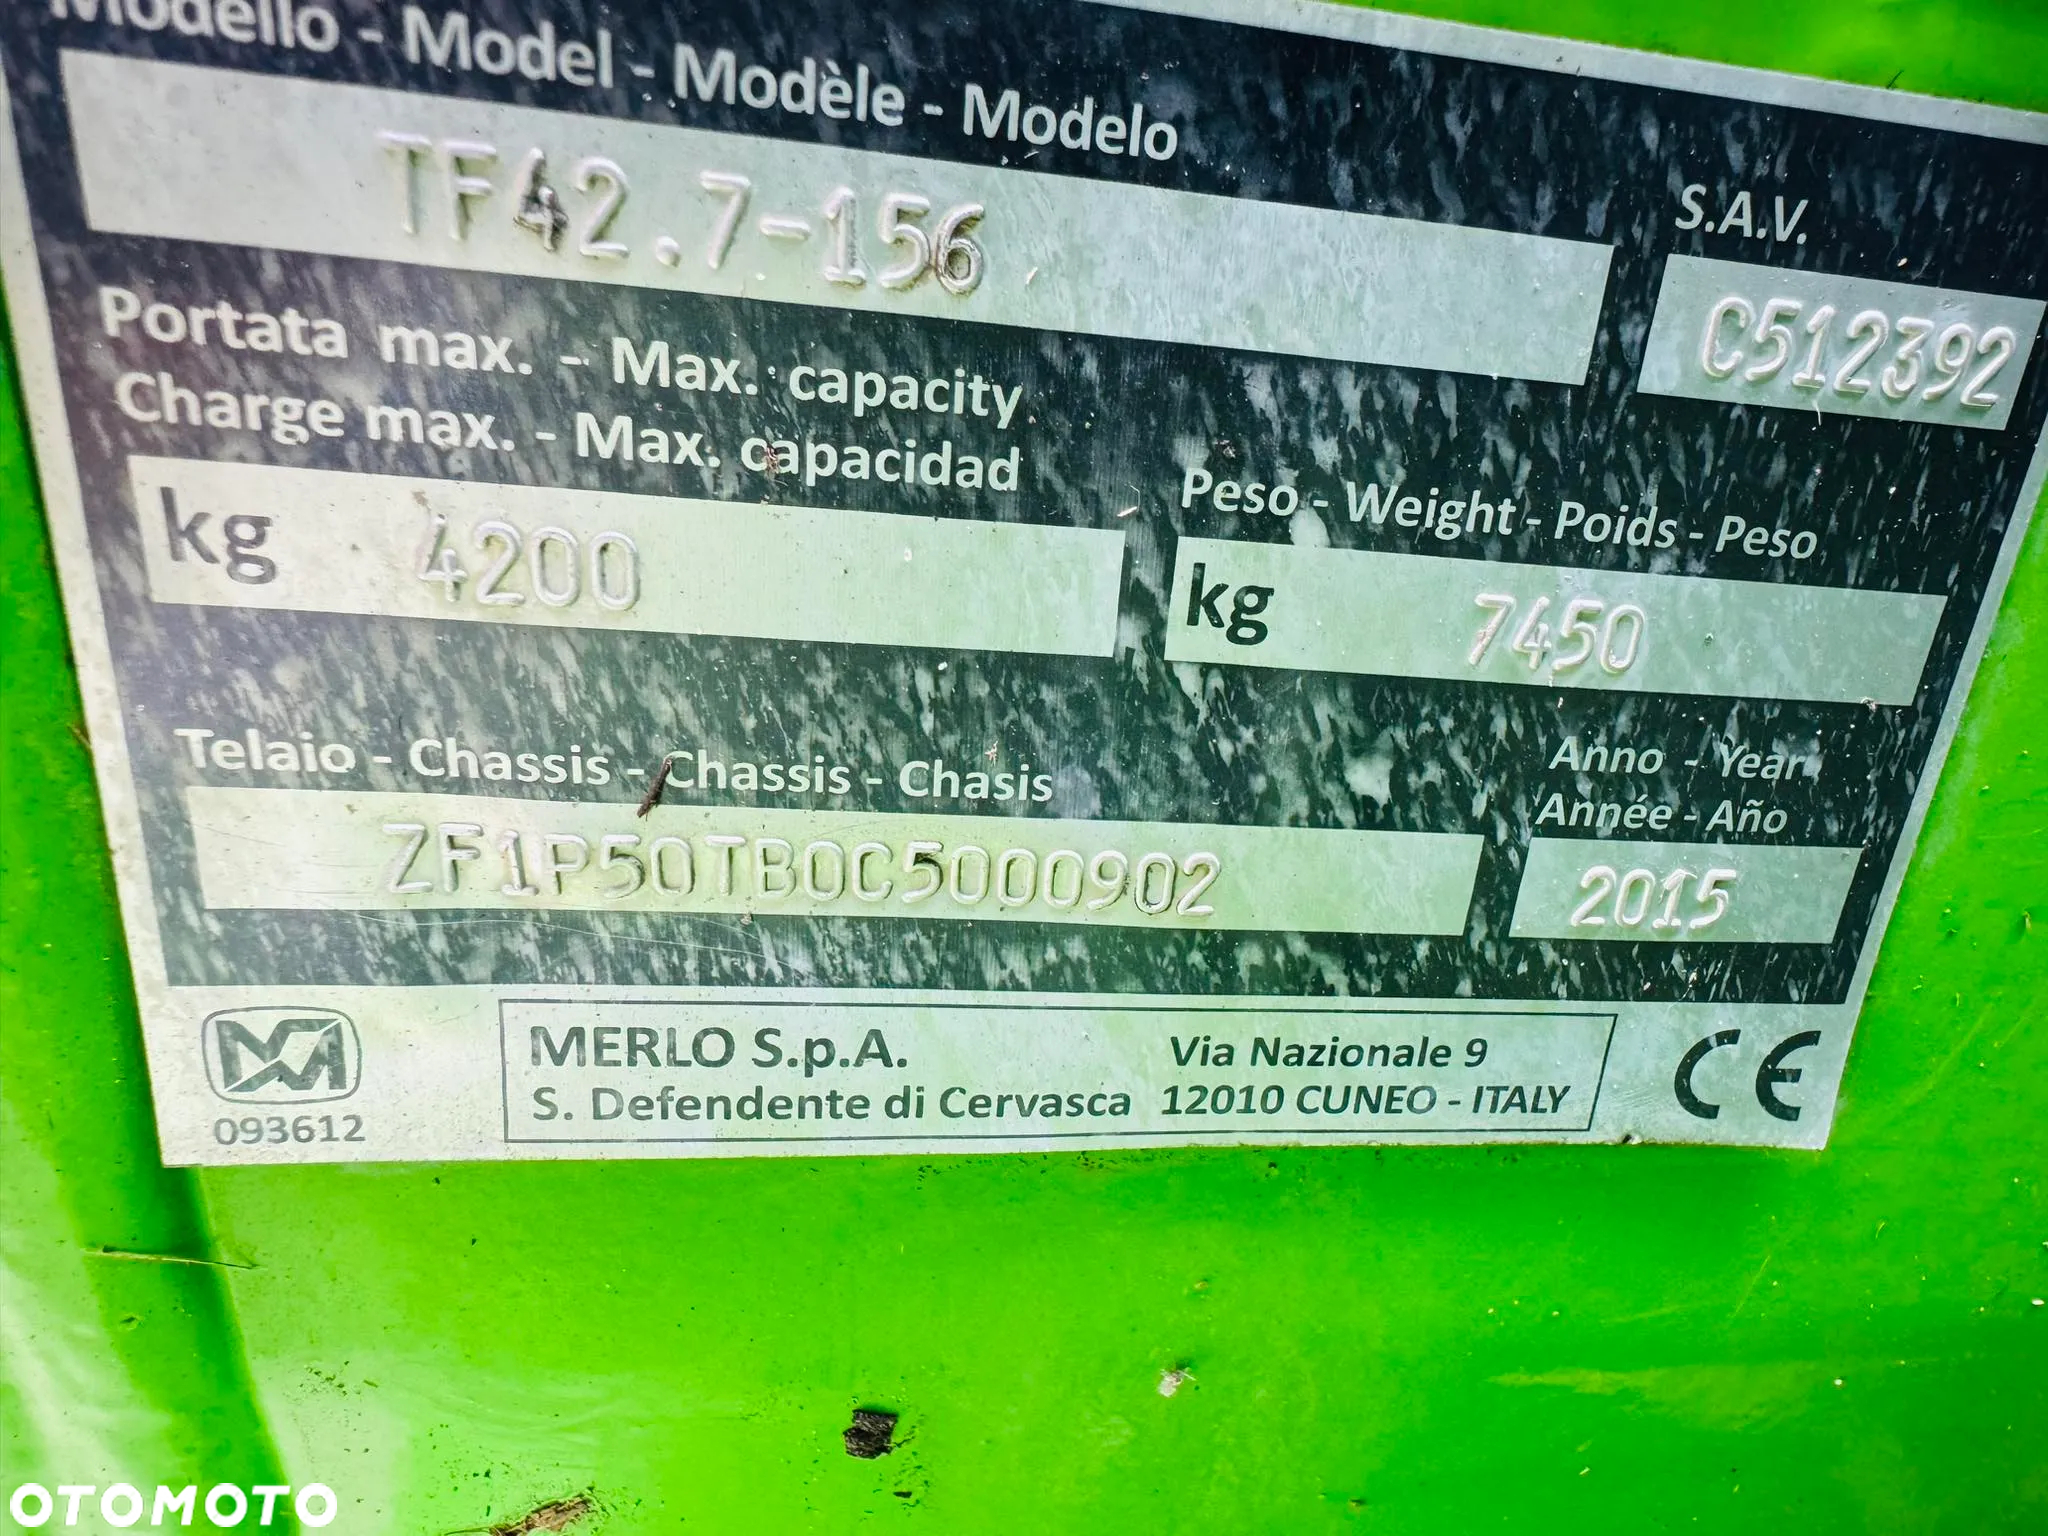 Modello - Model - Modèle - Modelo
TF42.7-156
S.A.V.
C512392
Portata max. - Max. capacity
Charge max. - Max. capacidad
kg 4200
Peso - Weight - Poids - Peso
kg 7450
Telaio - Chassis - Chassis - Chasis
ZF1P50TB0C5000902
Anno - Year
Année - Año
2015
093612
MERLO S.p.A.
S. Defendente di Cervasca
Via Nazionale 9
12010 CUNEO - ITALY
CE
OTOMOTO